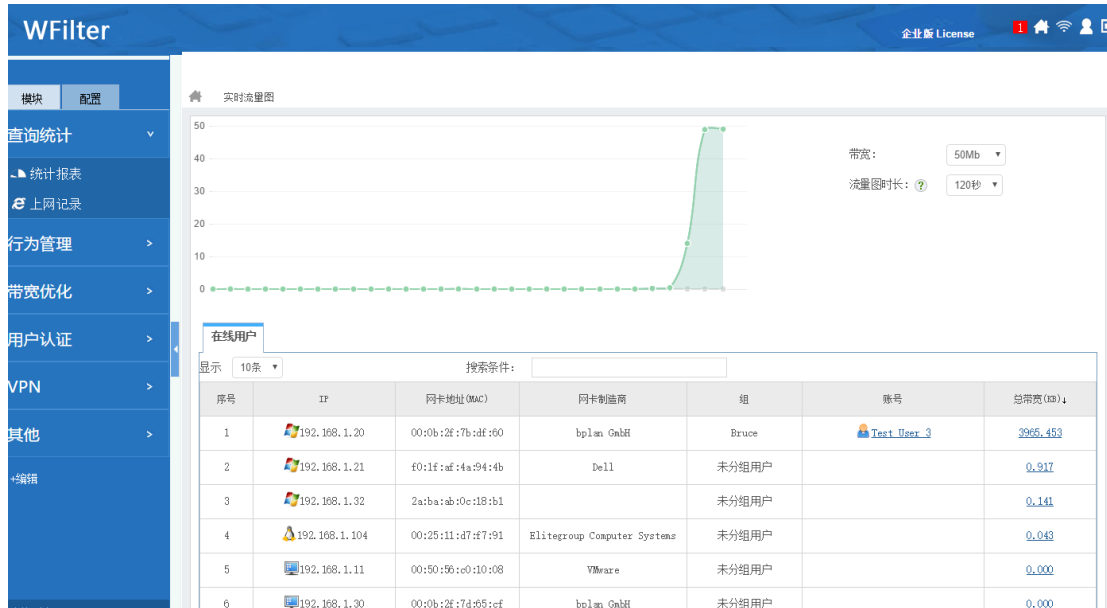 WFilter
企业版 License 1
模块 配置
实时流量图
查询统计
统计报表
上网记录
行为管理
带宽优化
用户认证
VPN
其他
+编辑
50
40
30
20
10
0
带宽： 50Mb
流量图时长： ? 120秒
在线用户
显示 10条 搜索条件：
序号 IP 网卡地址(MAC) 网卡制造商 组 账号 总带宽(KB)↓
1 192.168.1.20 00:0b:2f:7b:df:60 bplan GmbH Bruce Test User 3 3965.453
2 192.168.1.21 f0:1f:af:4a:94:4b Dell 未分组用户 0.917
3 192.168.1.32 2a:ba:ab:0c:18:b1 未分组用户 0.141
4 192.168.1.104 00:25:11:d7:f7:91 Elitegroup Computer Systems 未分组用户 0.043
5 192.168.1.11 00:50:56:c0:10:08 VMware 未分组用户 0.000
6 192.168.1.30 00:0b:2f:7d:65:cf bplan GmbH 未分组用户 0.000